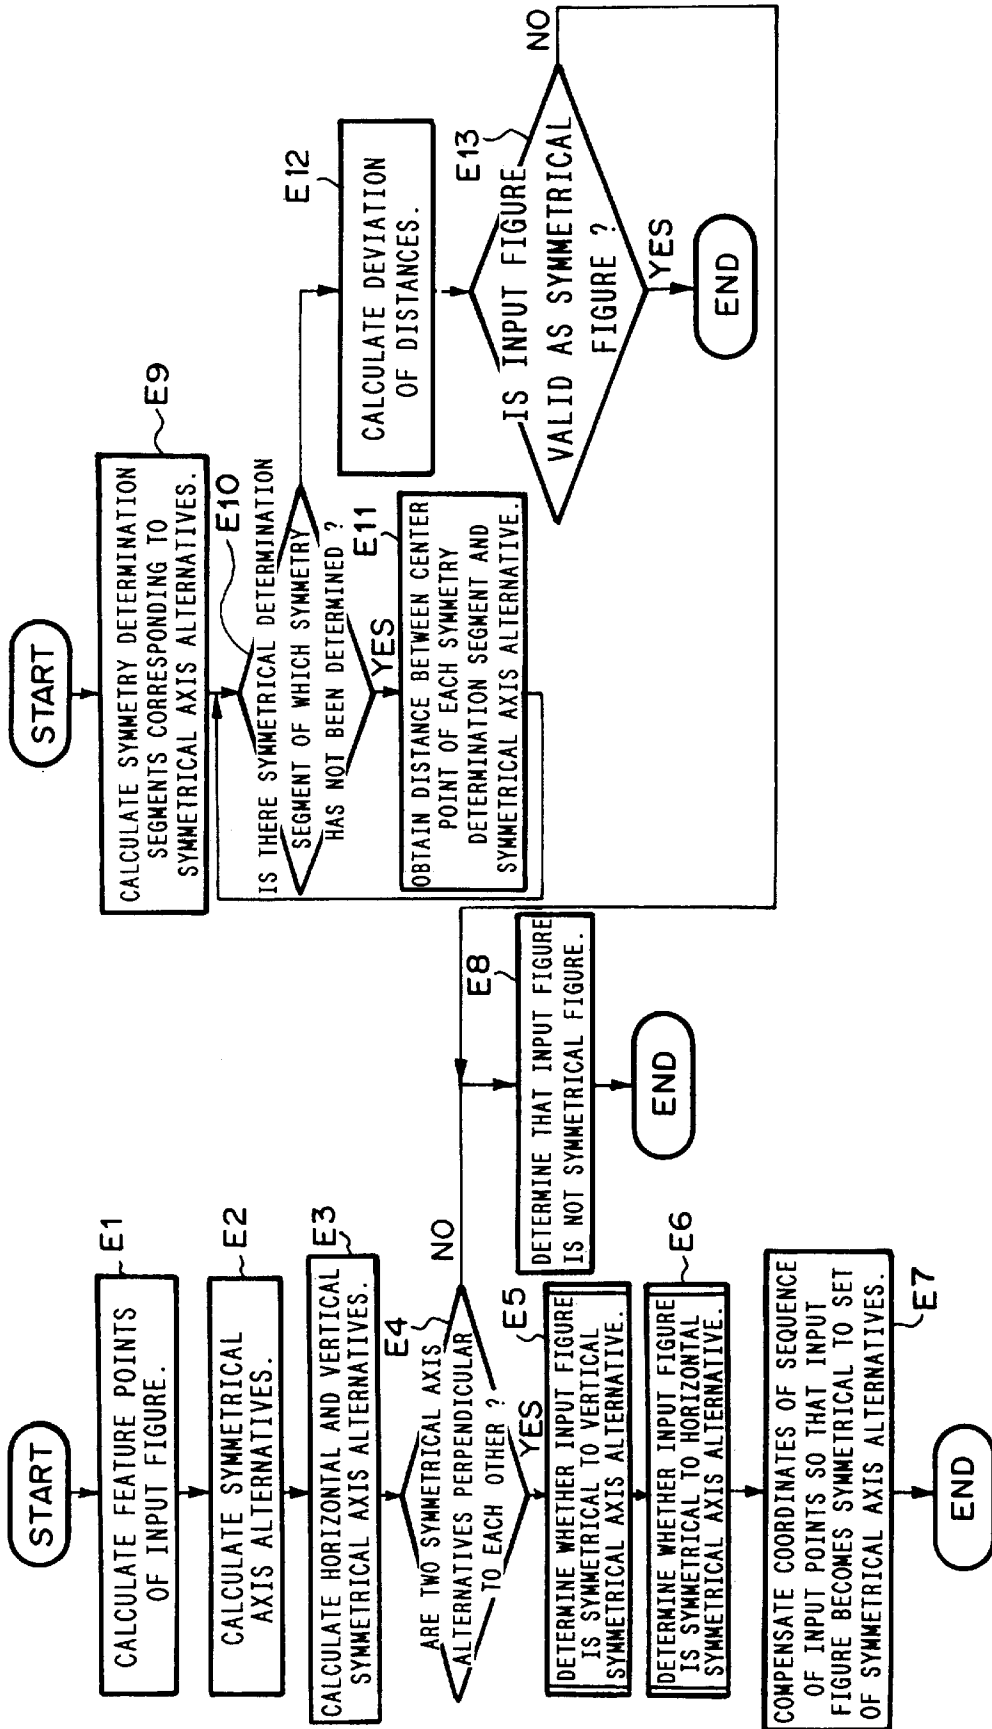 START
CALCULATE FEATURE POINTS
OF INPUT FIGURE.
E1
CALCULATE SYMMETRICAL
AXIS ALTERNATIVES.
E2
CALCULATE HORIZONTAL AND VERTICAL
SYMMETRICAL AXIS ALTERNATIVES.
E3
ARE TWO SYMMETRICAL AXIS
ALTERNATIVES PERPENDICULAR
TO EACH OTHER ?
E4
NO
YES
DETERMINE WHETHER INPUT FIGURE
IS SYMMETRICAL TO VERTICAL
SYMMETRICAL AXIS ALTERNATIVE.
E5
DETERMINE WHETHER INPUT FIGURE
IS SYMMETRICAL TO HORIZONTAL
SYMMETRICAL AXIS ALTERNATIVE.
E6
COMPENSATE COORDINATES OF SEQUENCE
OF INPUT POINTS SO THAT INPUT
FIGURE BECOMES SYMMETRICAL TO SET
OF SYMMETRICAL AXIS ALTERNATIVES.
E7
END
E8
DETERMINE THAT INPUT FIGURE
IS NOT SYMMETRICAL FIGURE.
END
START
CALCULATE SYMMETRY DETERMINATION
SEGMENTS CORRESPONDING TO
SYMMETRICAL AXIS ALTERNATIVES.
E9
IS THERE SYMMETRICAL DETERMINATION
SEGMENT OF WHICH SYMMETRY
HAS NOT BEEN DETERMINED ?
E10
YES
E11
OBTAIN DISTANCE BETWEEN CENTER
POINT OF EACH SYMMETRY
DETERMINATION SEGMENT AND
SYMMETRICAL AXIS ALTERNATIVE.
E12
CALCULATE DEVIATION
OF DISTANCES.
E13
IS INPUT FIGURE
VALID AS SYMMETRICAL
FIGURE ?
NO
YES
END